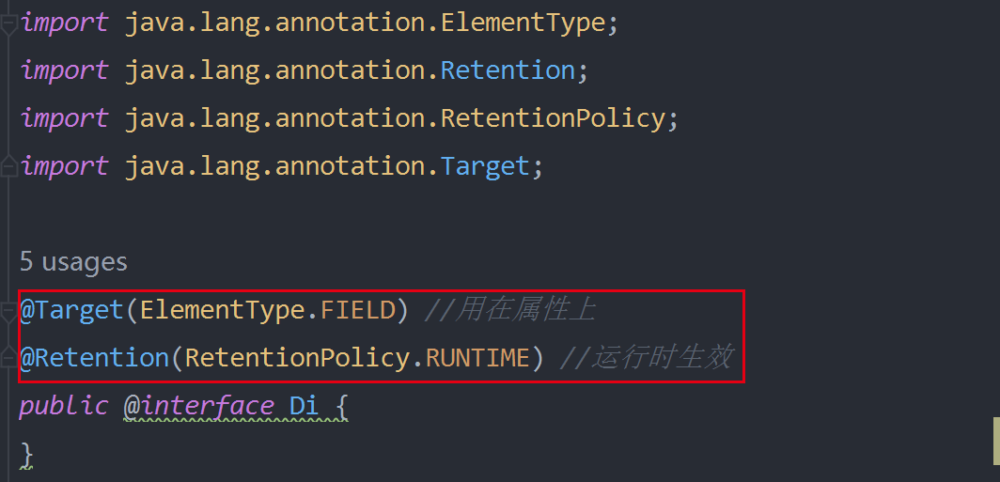 import java.lang.annotation.ElementType;
import java.lang.annotation.Retention;
import java.lang.annotation.RetentionPolicy;
import java.lang.annotation.Target;
5 usages
@Target(ElementType.FIELD) //用在属性上
@Retention(RetentionPolicy.RUNTIME) //运行时生效
public @interface Di {
}